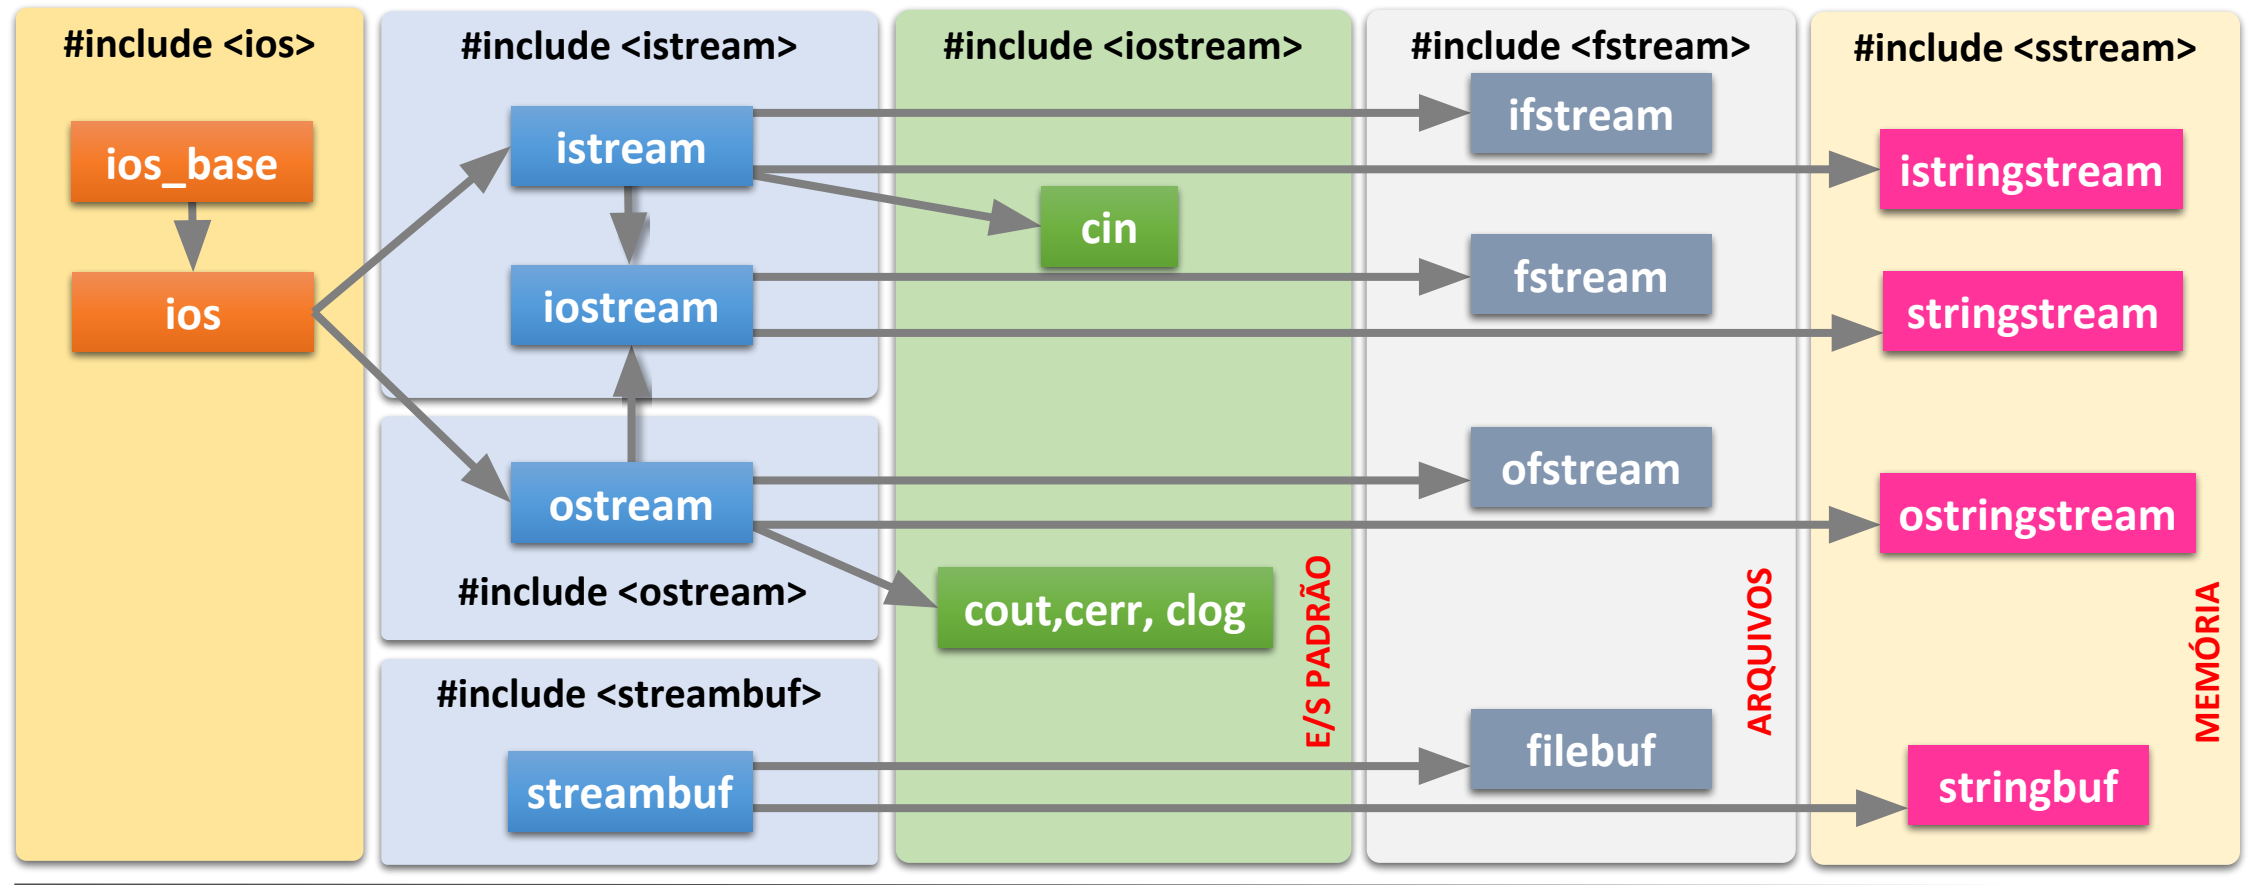 #include <ios>
ios_base
ios
#include <istream>
istream
iostream
ostream
#include <ostream>
#include <streambuf>
streambuf
#include <iostream>
cin
cout,cerr, clog
E/S PADRÃO
#include <fstream>
ifstream
fstream
ofstream
filebuf
ARQUIVOS
#include <sstream>
istringstream
stringstream
ostringstream
stringbuf
MEMÓRIA